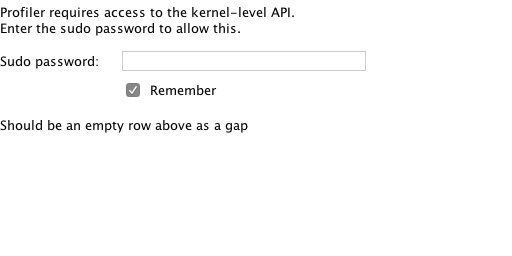 Profiler requires access to the kernel-level API.
Enter the sudo password to allow this.
Sudo password:
Remember
Should be an empty row above as a gap